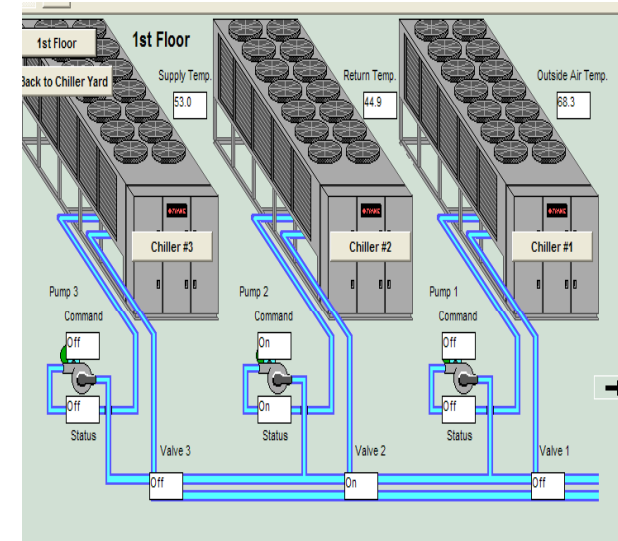 1st Floor
1st Floor
Back to Chiller Yard
Supply Temp.
53.0
Return Temp.
44.9
Outside Air Temp.
68.3
TRANE
TRANE
TRANE
Chiller #3
Chiller #2
Chiller #1
Pump 3
Command
Off
Off
Status
Pump 2
Command
On
On
Status
Pump 1
Command
Off
Off
Status
Valve 3
Off
Valve 2
On
Valve 1
Off